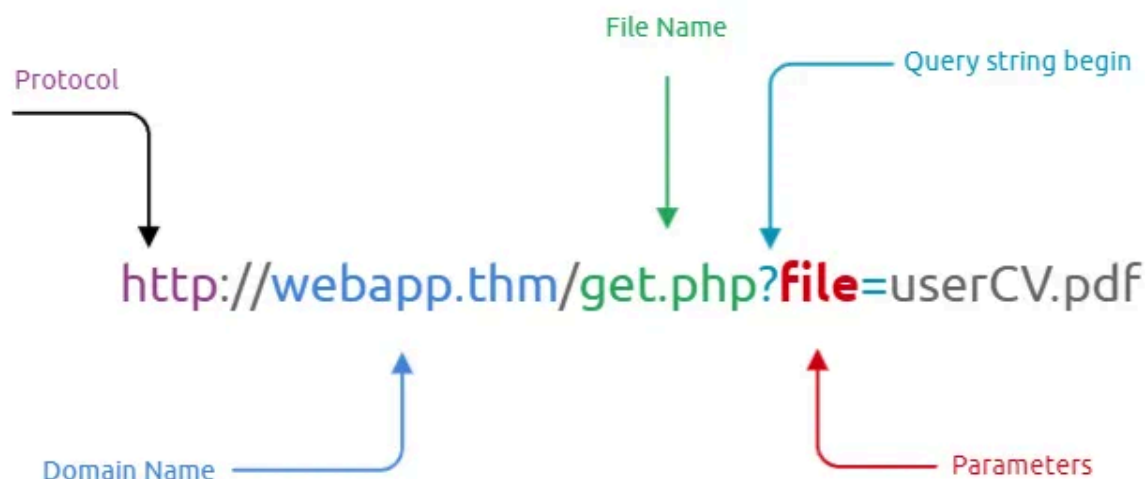 File Name
Query string begin
Protocol
http://webapp.thm/get.php?file=userCV.pdf
Domain Name
Parameters